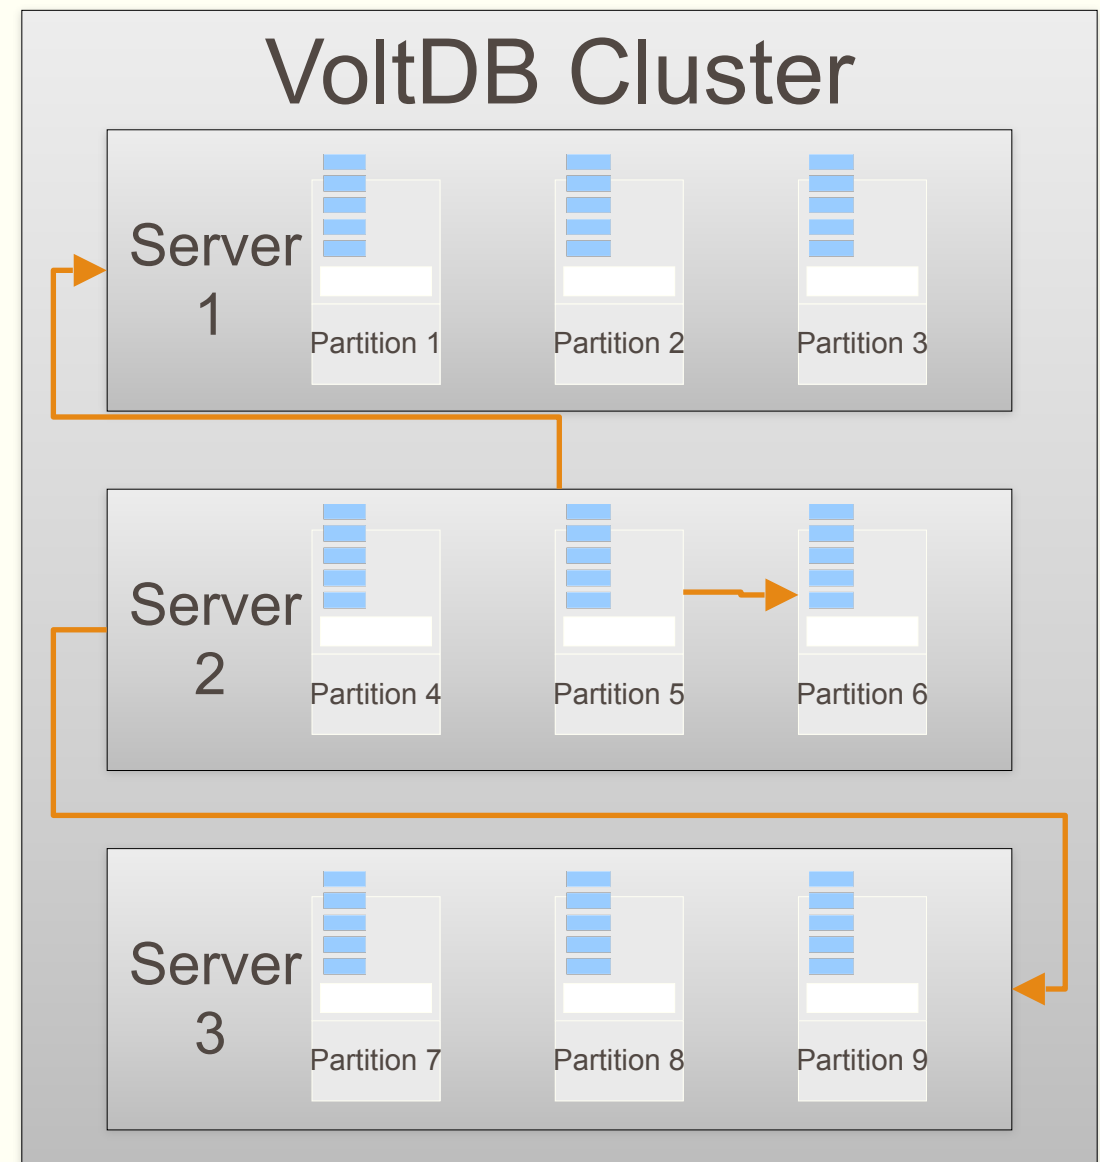 VoltDB Cluster
Server
1
Partition 1
Partition 2
Partition 3
Server
2
Partition 4
Partition 5
Partition 6
Server
3
Partition 7
Partition 8
Partition 9